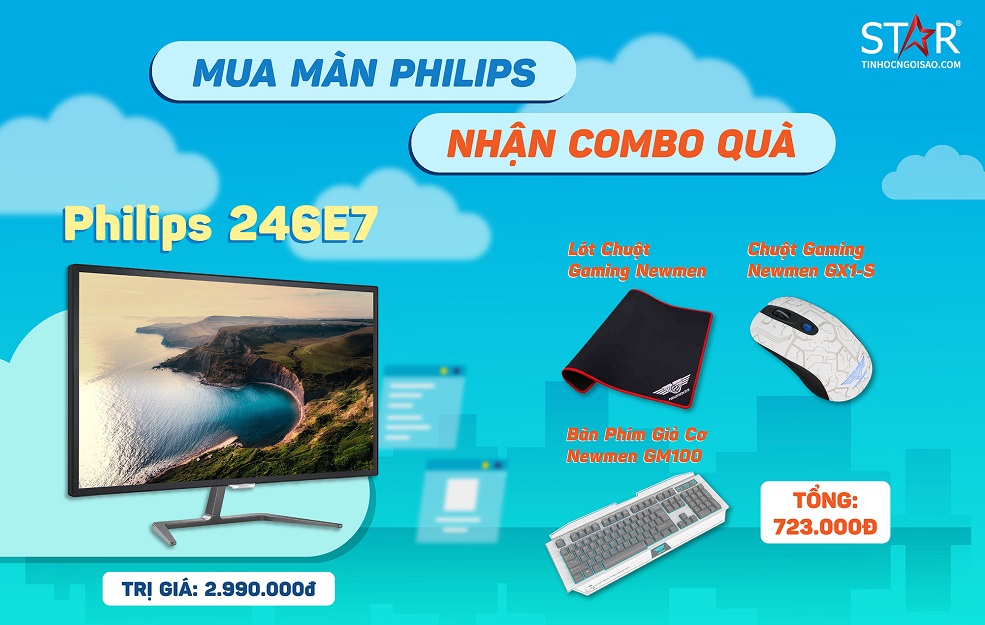 STAR®
TINHOCNGOISAO.COM
MUA MÀN PHILIPS
NHẬN COMBO QUÀ
Philips 246E7
Lót Chuột
Gaming Newmen
Chuột Gaming
Newmen GX1-S
Bàn Phím Giả Cơ
Newmen GM100
TỔNG:
723.000Đ
TRỊ GIÁ: 2.990.000đ